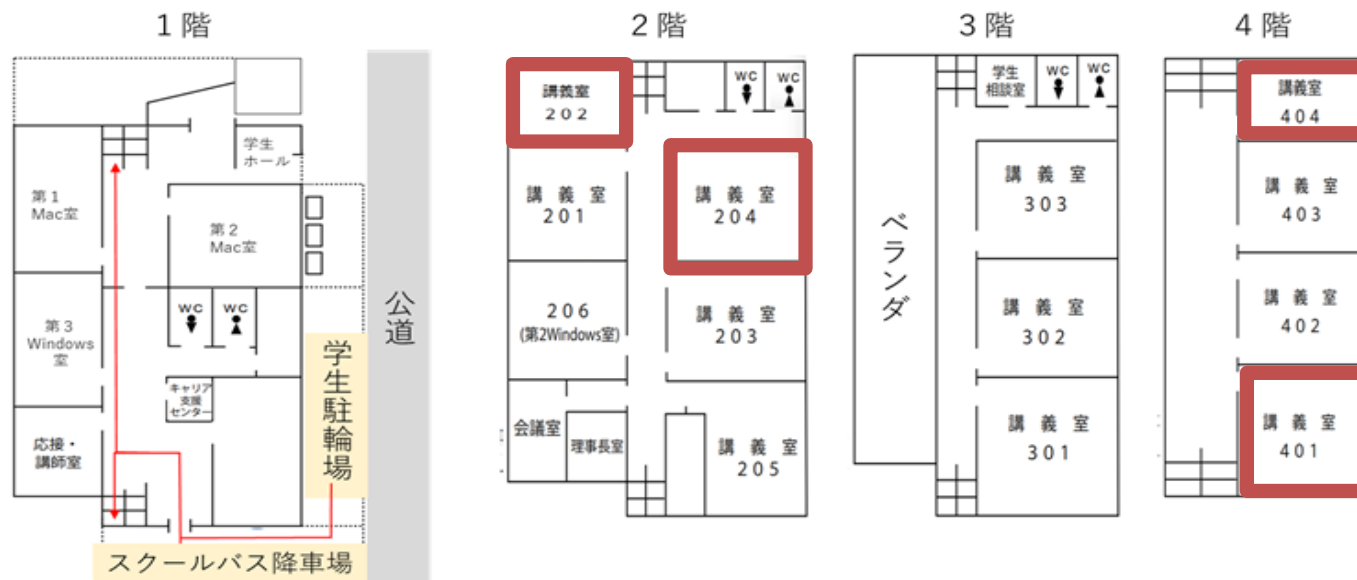 1階
学生
ホール
第1
Mac室
第2
Mac室
WC
WC
第3
Windows
室
キャリア
支援
センター
応接・
講師室
公道
学生駐輪場
スクールバス降車場
2階
講義室
202
WC
WC
講義室
201
講義室
204
206
(第2Windows室)
講義室
203
会議室
理事長室
講義室
205
3階
学生
相談室
WC
WC
ベランダ
講義室
303
講義室
302
講義室
301
4階
講義室
404
講義室
403
講義室
402
講義室
401